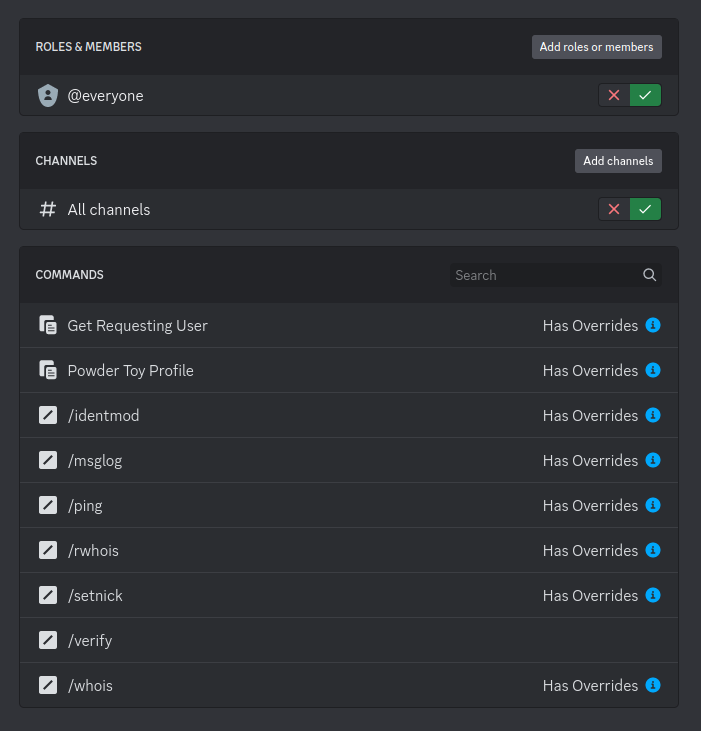 ROLES & MEMBERS Add roles or members
@everyone
CHANNELS Add channels
All channels
COMMANDS Search
Get Requesting User Has Overrides
Powder Toy Profile Has Overrides
/identmod Has Overrides
/msglog Has Overrides
/ping Has Overrides
/rwhois Has Overrides
/setnick Has Overrides
/verify
/whois Has Overrides